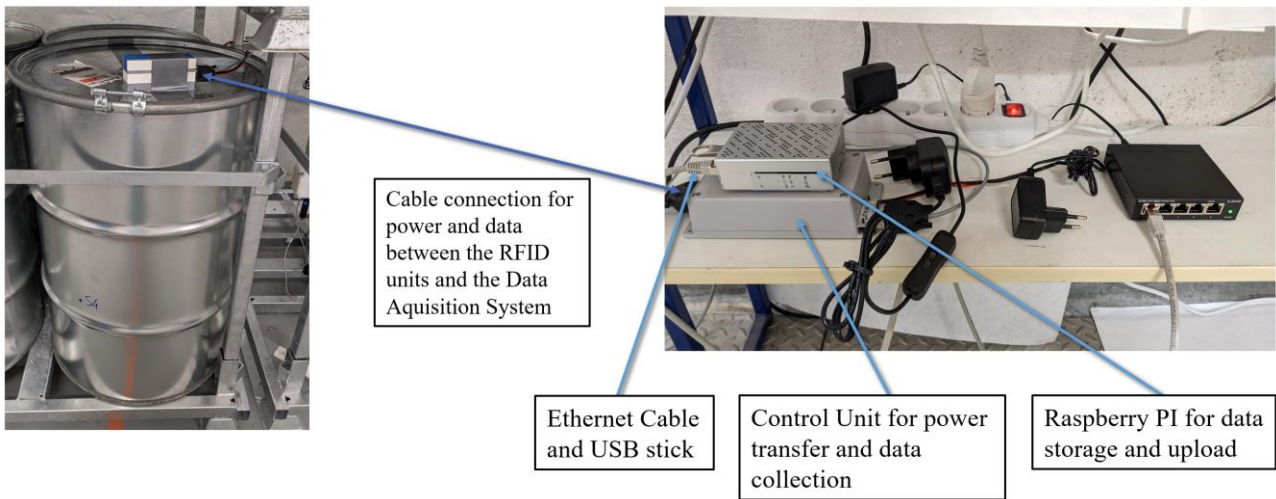 Cable connection for
power and data
between the RFID
units and the Data
Aquisition System
Ethernet Cable
and USB stick
Control Unit for power
transfer and data
collection
Raspberry PI for data
storage and upload